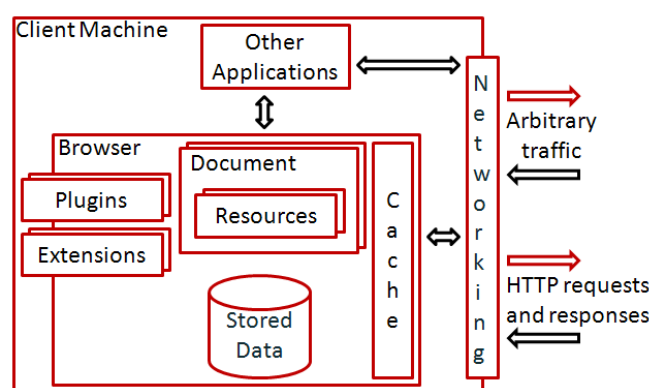 Client Machine
Other
Applications
Networking
Arbitrary
traffic
Browser
Document
Plugins
Resources
Extensions
Cache
HTTP requests
and responses
Stored
Data